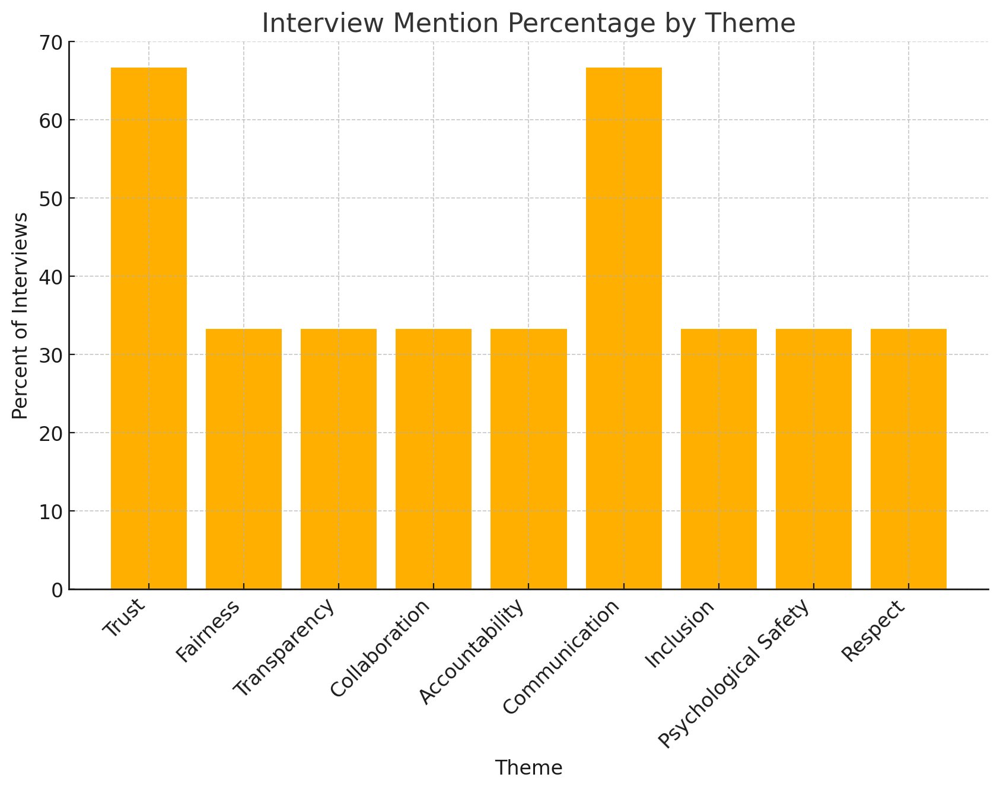 Interview Mention Percentage by Theme
70
60
50
40
30
20
10
0
Percent of Interviews
Trust
Fairness
Transparency
Collaboration
Accountability
Communication
Inclusion
Psychological Safety
Respect
Theme